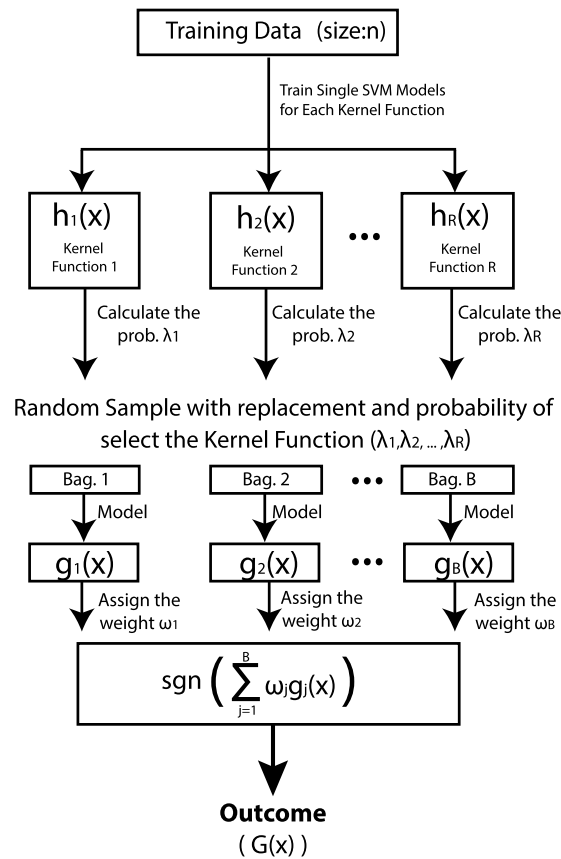 Training Data (size:n)
Train Single SVM Models
for Each Kernel Function
h1(x)
Kernel
Function 1
h2(x)
Kernel
Function 2
•••
hR(x)
Kernel
Function R
Calculate the
prob. λ1
Calculate the
prob. λ2
Calculate the
prob. λR
Random Sample with replacement and probability of
select the Kernel Function (λ1,λ2, ... ,λR)
Bag. 1
Bag. 2
•••
Bag. B
Model
Model
Model
g1(x)
g2(x)
•••
gB(x)
Assign the
weight ω1
Assign the
weight ω2
Assign the
weight ωB
sgn ( B ∑ j=1 ωjgj(x) )
Outcome
( G(x) )